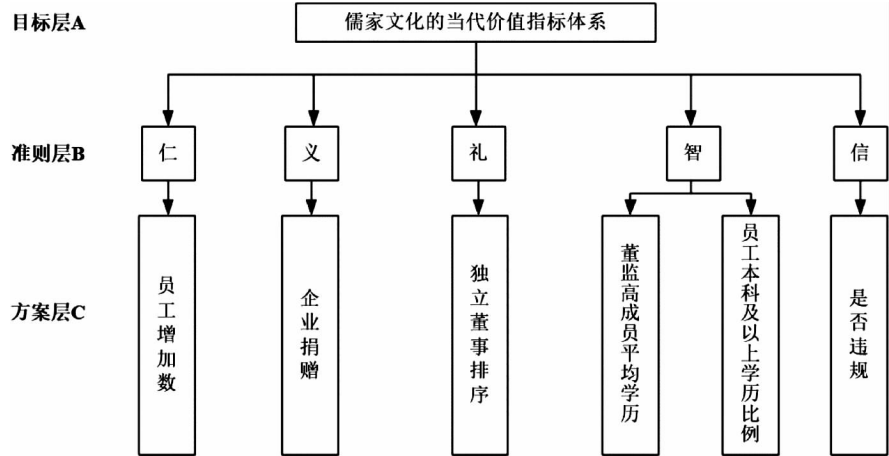 目标层A
儒家文化的当代价值指标体系
准则层B
仁
义
礼
智
信
方案层C
员工增加数
企业捐赠
独立董事排序
董监高成员平均学历
员工本科及以上学历比例
是否违规